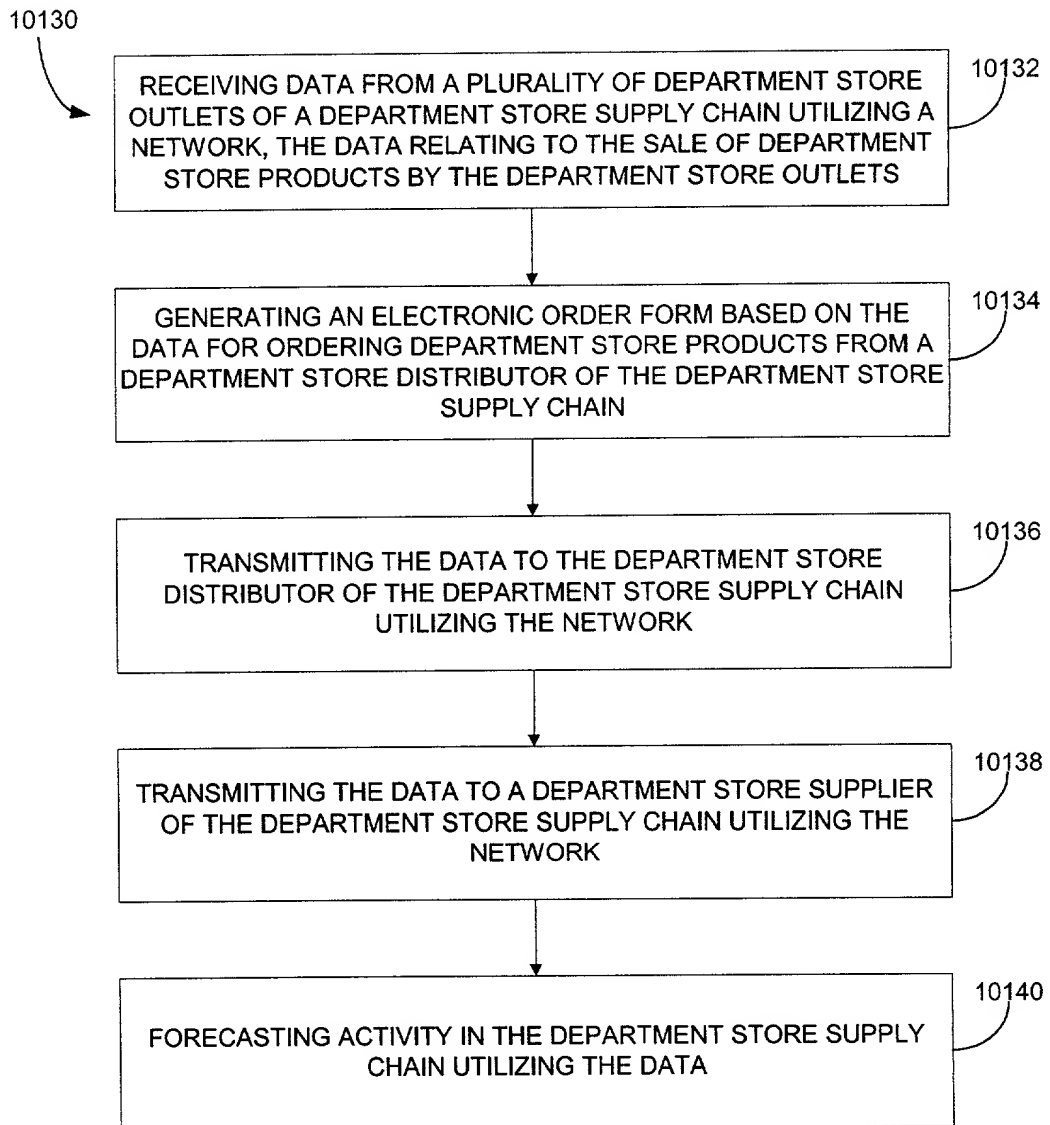 10130
RECEIVING DATA FROM A PLURALITY OF DEPARTMENT STORE
OUTLETS OF A DEPARTMENT STORE SUPPLY CHAIN UTILIZING A
NETWORK, THE DATA RELATING TO THE SALE OF DEPARTMENT
STORE PRODUCTS BY THE DEPARTMENT STORE OUTLETS
10132
GENERATING AN ELECTRONIC ORDER FORM BASED ON THE
DATA FOR ORDERING DEPARTMENT STORE PRODUCTS FROM A
DEPARTMENT STORE DISTRIBUTOR OF THE DEPARTMENT STORE
SUPPLY CHAIN
10134
TRANSMITTING THE DATA TO THE DEPARTMENT STORE
DISTRIBUTOR OF THE DEPARTMENT STORE SUPPLY CHAIN
UTILIZING THE NETWORK
10136
TRANSMITTING THE DATA TO A DEPARTMENT STORE SUPPLIER
OF THE DEPARTMENT STORE SUPPLY CHAIN UTILIZING THE
NETWORK
10138
FORECASTING ACTIVITY IN THE DEPARTMENT STORE SUPPLY
CHAIN UTILIZING THE DATA
10140